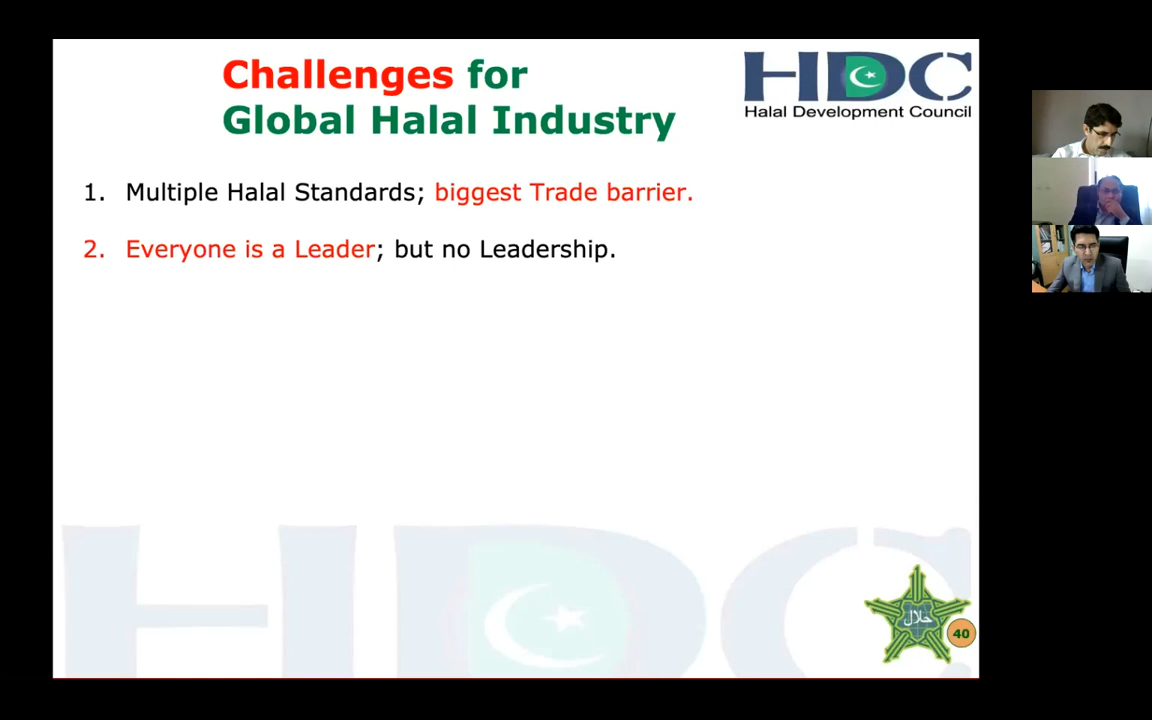 Challenges for
Global Halal Industry
HDC
Halal Development Council
1. Multiple Halal Standards; biggest Trade barrier.
2. Everyone is a Leader; but no Leadership.
HDC
حلال
40